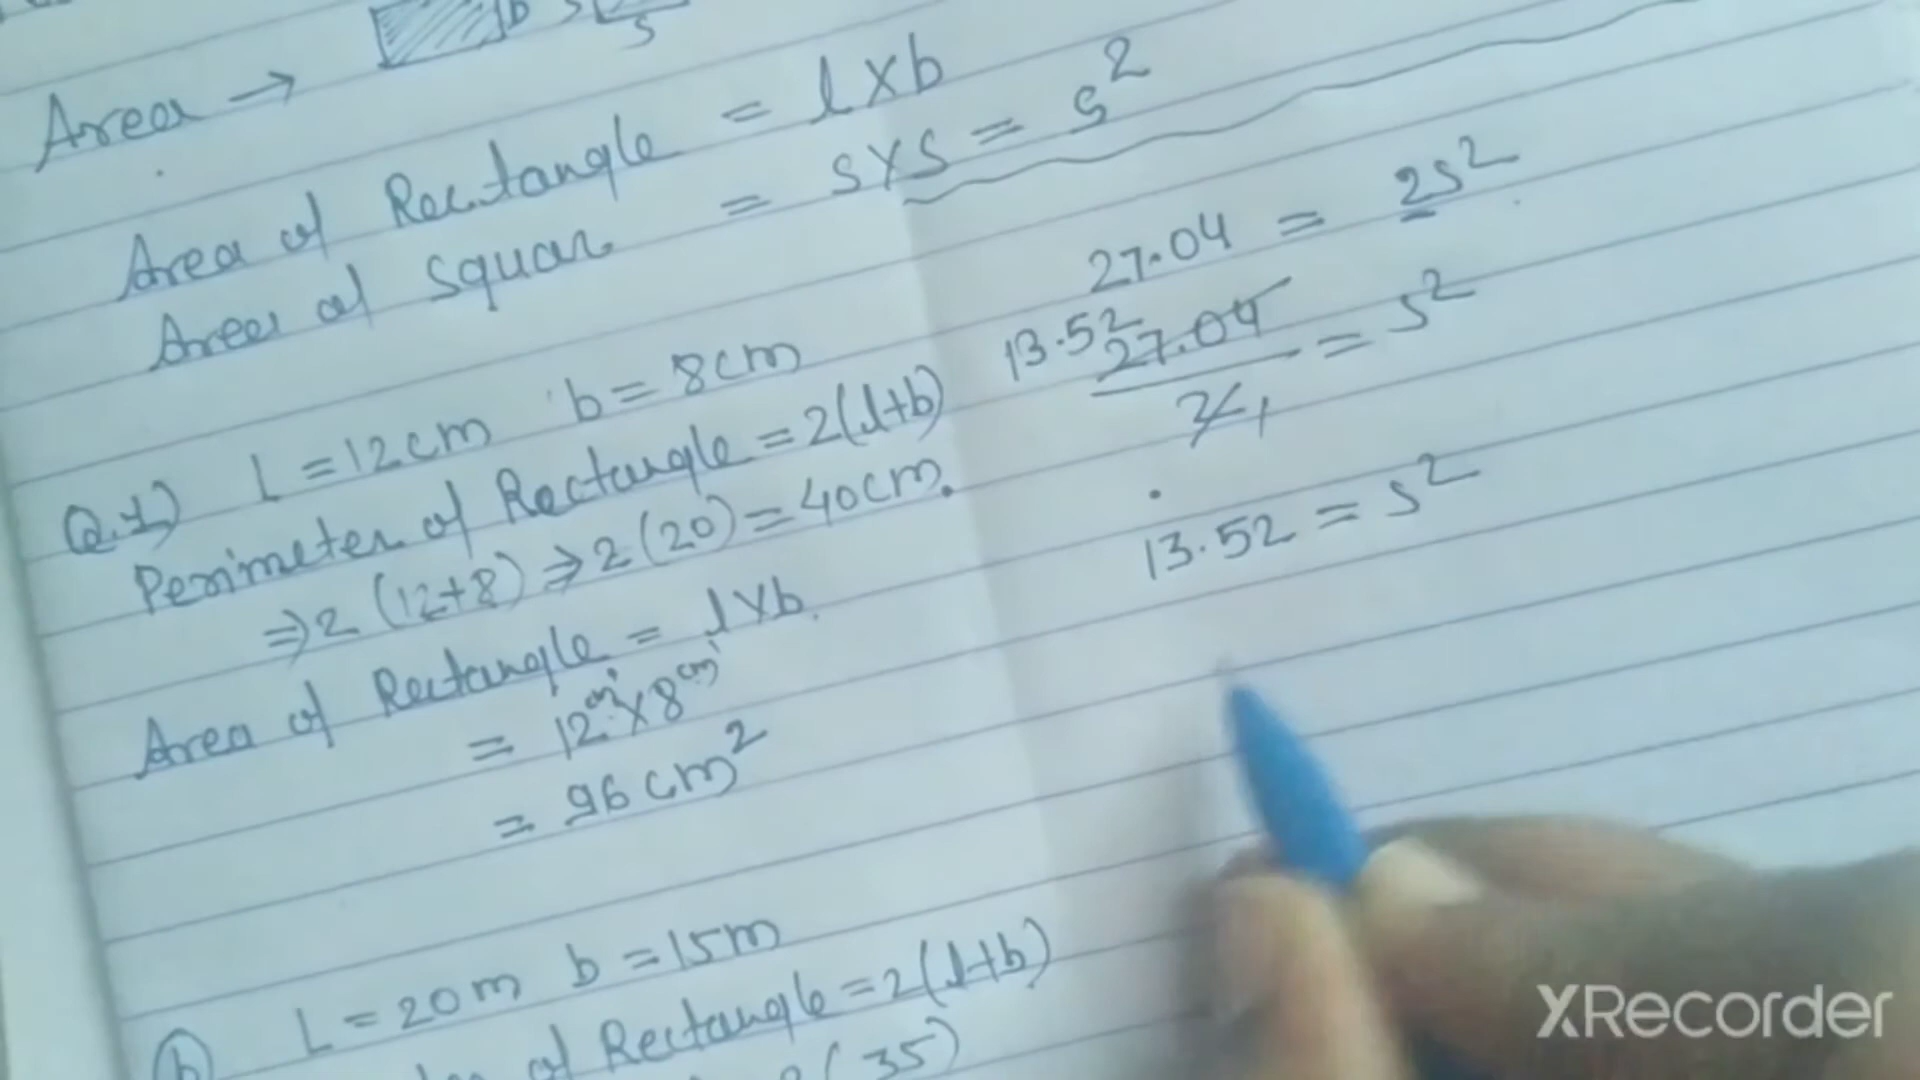 b s
s
Area →
Area of Rectangle = l×b
Area of Squar = s×s = s²
Q.1) L = 12cm b = 8cm
Perimeter of Rectangle = 2(l+b)
⇒ 2 (12+8) ⇒ 2 (20) = 40cm.
Area of Rectangle = l×b
= 12cm × 8cm
= 96 cm²
b) L = 20m b = 15m
of Rectangle = 2(l+b)
(35)
27.04 = 2s²
13.52
27.04 = s²
2 1
13.52 = s²
XRecorder